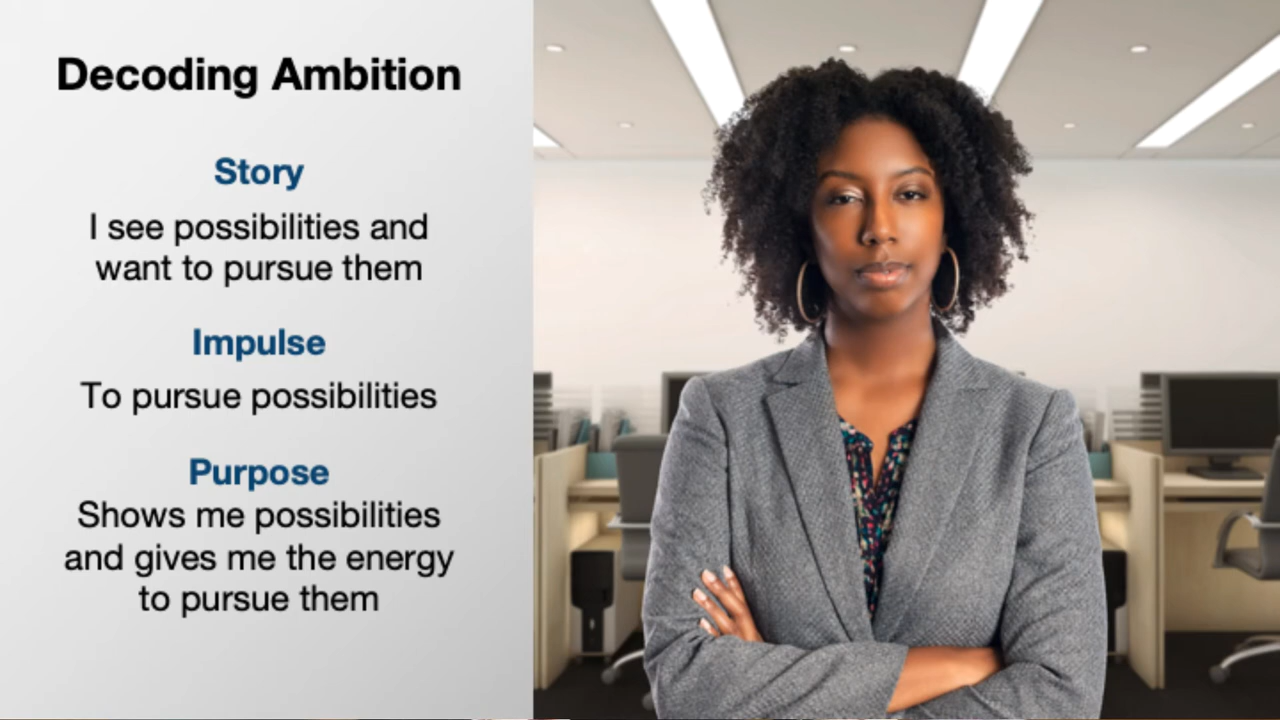 Decoding Ambition
Story
I see possibilities and
want to pursue them
Impulse
To pursue possibilities
Purpose
Shows me possibilities
and gives me the energy
to pursue them